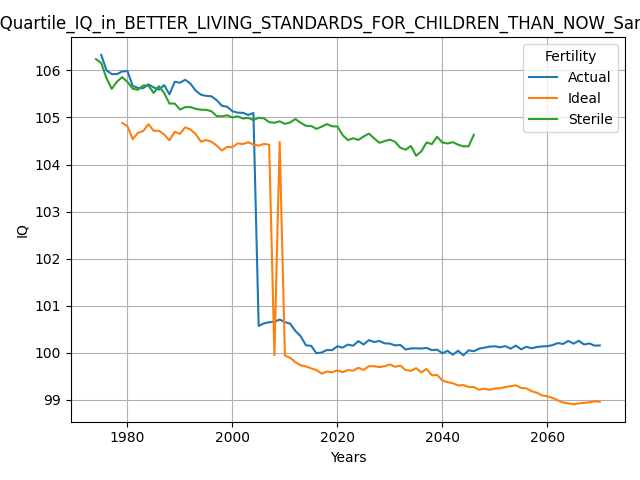 Quartile_IQ_in_BETTER_LIVING_STANDARDS_FOR_CHILDREN_THAN_NOW_Sam
Fertility
Actual
Ideal
Sterile
106
105
104
103
102
101
100
99
IQ
1980
2000
2020
2040
2060
Years